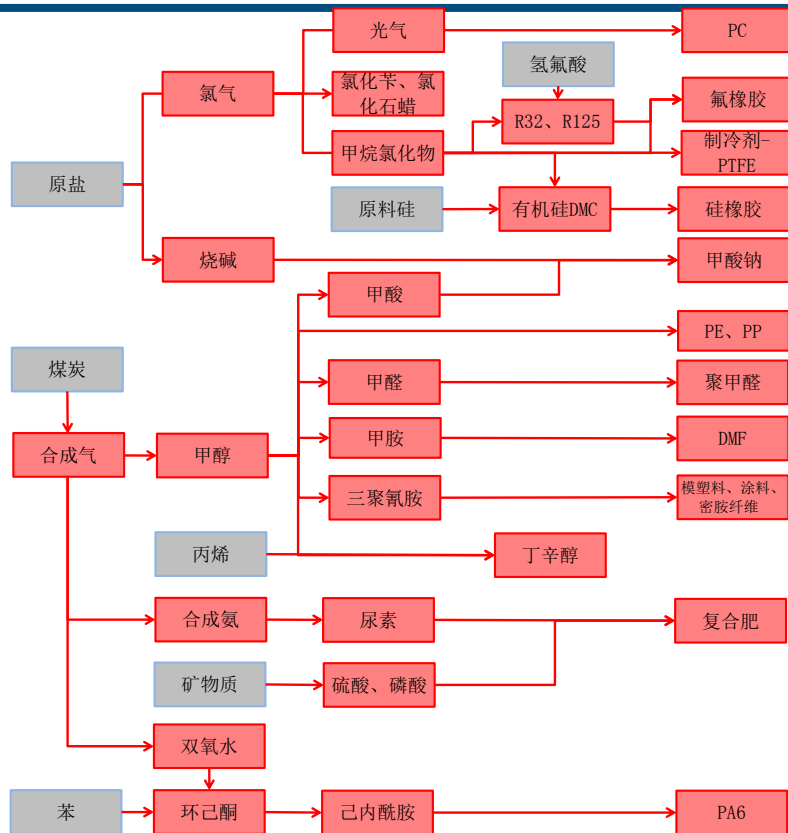 光气
PC
氢氟酸
氯气
氯化苄、氯
化石蜡
R32、R125
氟橡胶
甲烷氯化物
制冷剂-
PTFE
原盐
原料硅
有机硅DMC
硅橡胶
烧碱
甲酸钠
甲酸
PE、PP
煤炭
甲醛
聚甲醛
合成气
甲醇
甲胺
DMF
三聚氰胺
模塑料、涂料、
密胺纤维
丙烯
丁辛醇
合成氨
尿素
复合肥
矿物质
硫酸、磷酸
双氧水
苯
环己酮
己内酰胺
PA6